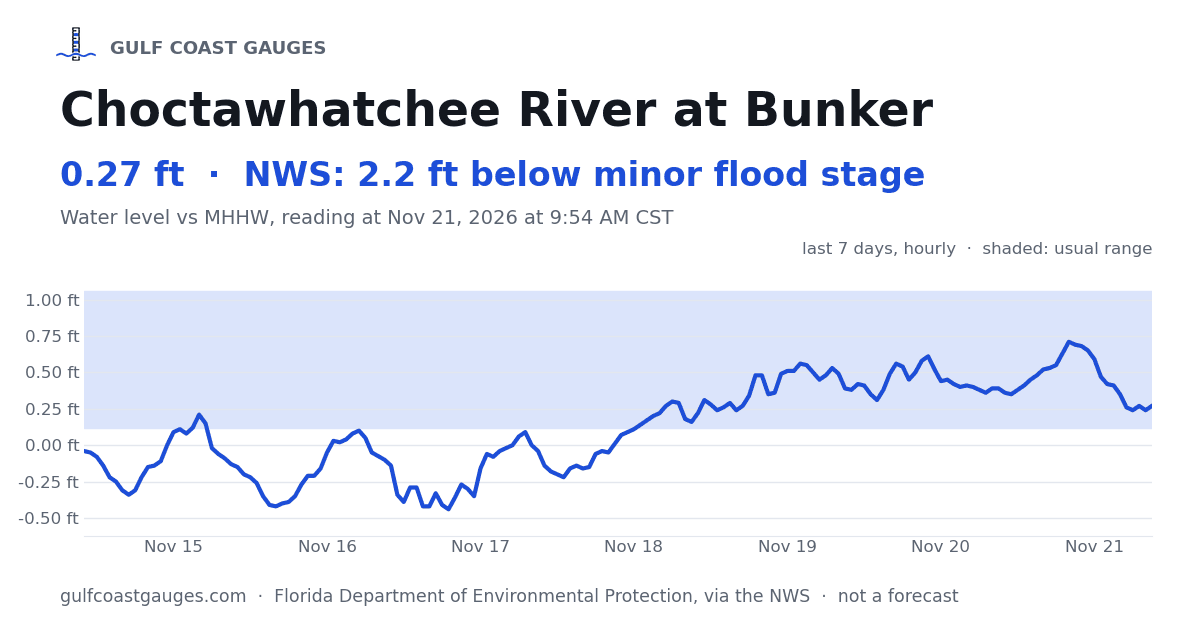 GULF COAST GAUGES
Choctawhatchee River at Bunker
0.27 ft · NWS: 2.2 ft below minor flood stage
Water level vs MHHW, reading at Nov 21, 2026 at 9:54 AM CST
last 7 days, hourly · shaded: usual range
1.00 ft
0.75 ft
0.50 ft
0.25 ft
0.00 ft
-0.25 ft
-0.50 ft
Nov 15 Nov 16 Nov 17 Nov 18 Nov 19 Nov 20 Nov 21
gulfcoastgauges.com · Florida Department of Environmental Protection, via the NWS · not a forecast